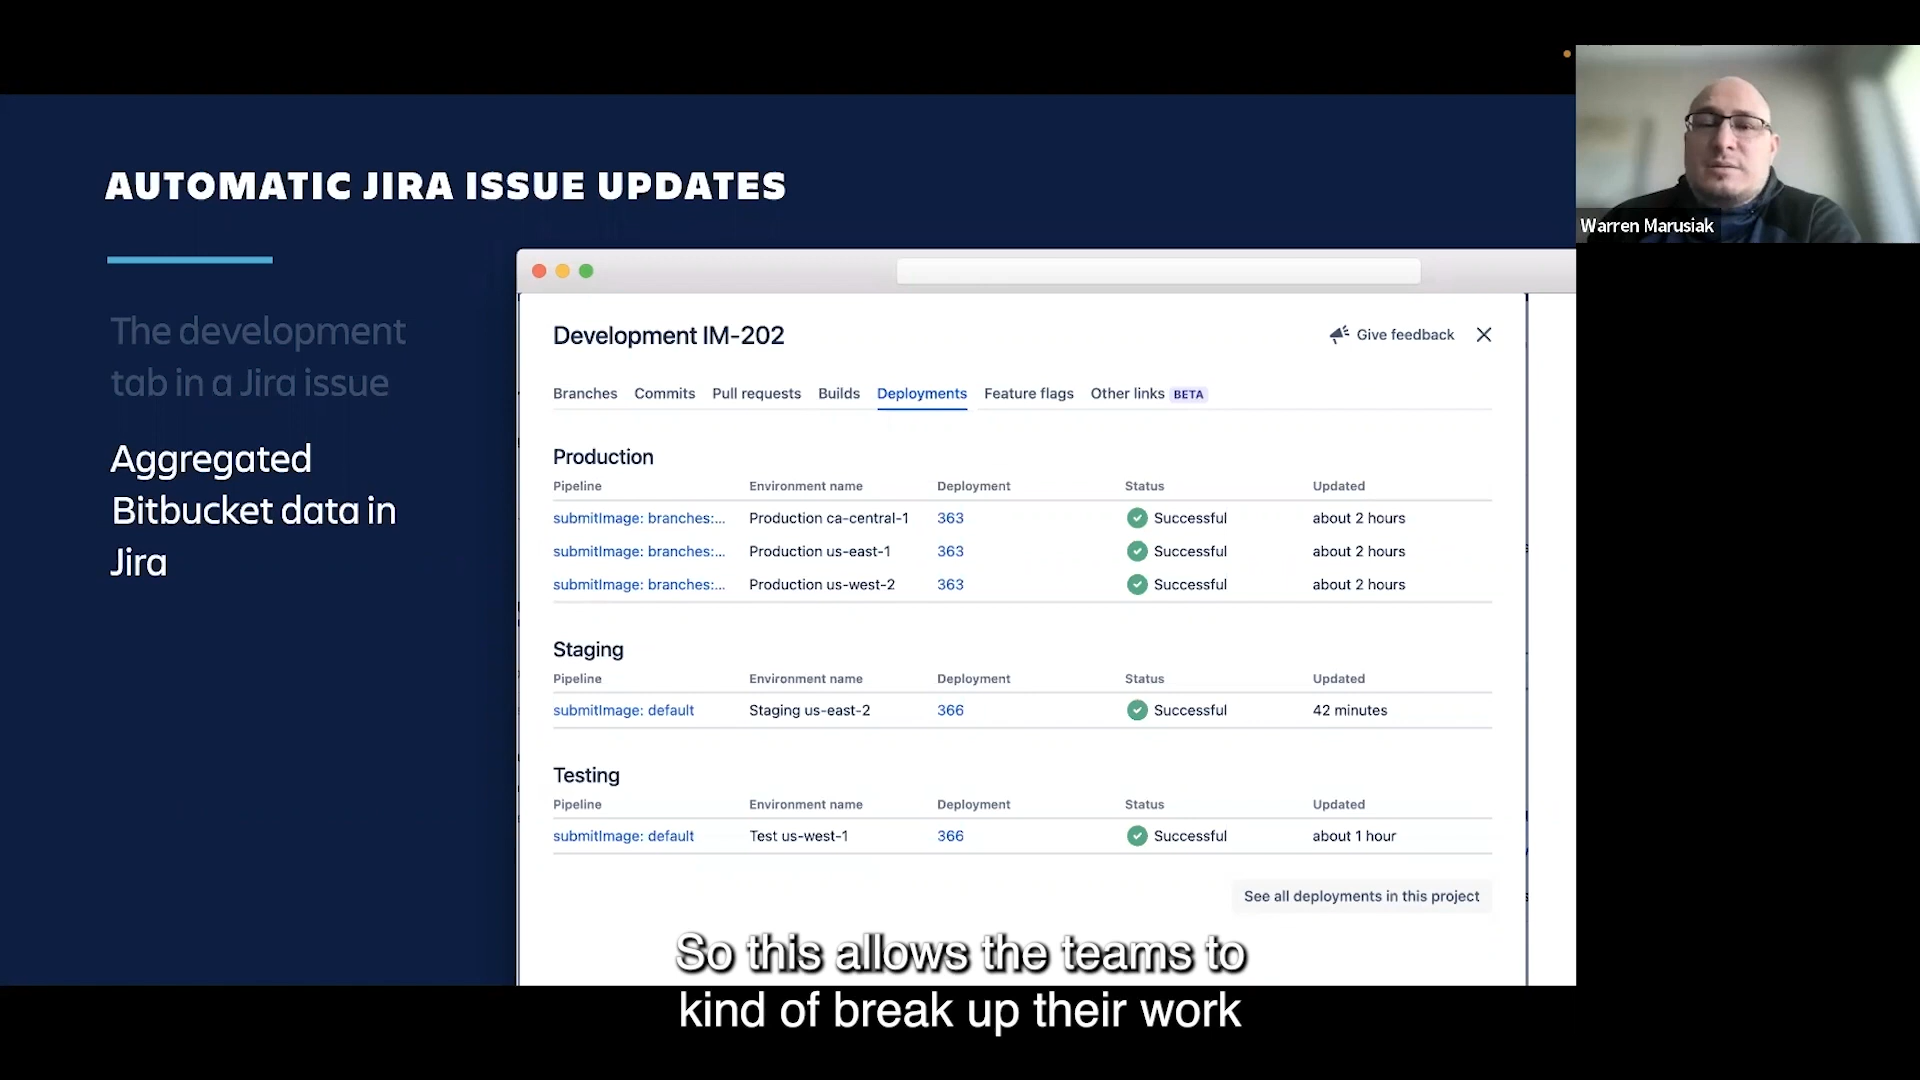 AUTOMATIC JIRA ISSUE UPDATES
The development
tab in a Jira issue
Aggregated
Bitbucket data in
Jira
Warren Marusiak
Development IM-202
Give feedback
Branches Commits Pull requests Builds Deployments Feature flags Other links BETA
Production
Pipeline Environment name Deployment Status Updated
submitImage: branches:... Production ca-central-1 363 Successful about 2 hours
submitImage: branches:... Production us-east-1 363 Successful about 2 hours
submitImage: branches:... Production us-west-2 363 Successful about 2 hours
Staging
Pipeline Environment name Deployment Status Updated
submitImage: default Staging us-east-2 366 Successful 42 minutes
Testing
Pipeline Environment name Deployment Status Updated
submitImage: default Test us-west-1 366 Successful about 1 hour
See all deployments in this project
So this allows the teams to
kind of break up their work